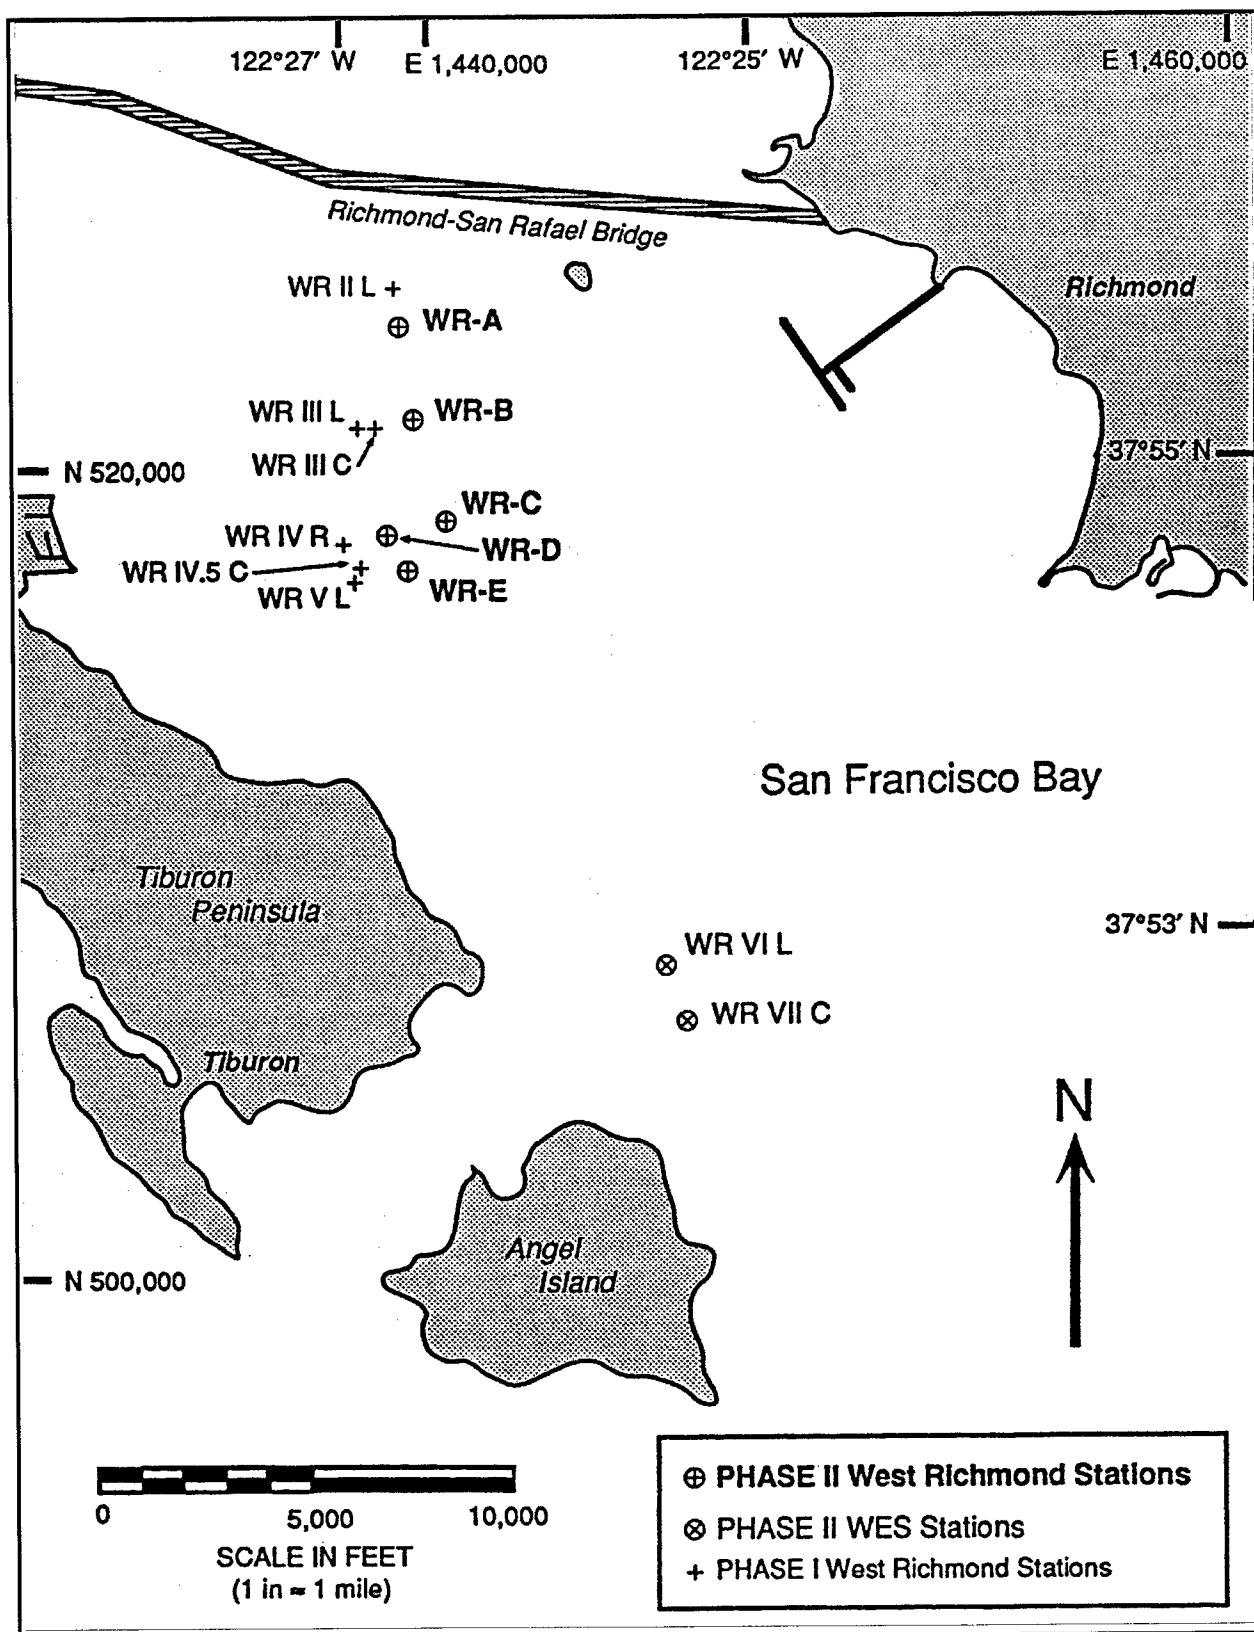 122°27′ W
E 1,440,000
122°25′ W
E 1,460,000
Richmond-San Rafael Bridge
Richmond
WR II L
WR-A
WR III L
WR-B
WR III C
37°55′ N
N 520,000
WR-C
WR IV R
WR-D
WR IV.5 C
WR V L
WR-E
San Francisco Bay
Tiburon
Peninsula
37°53′ N
WR VI L
WR VII C
Tiburon
N
Angel
Island
N 500,000
0
5,000
10,000
SCALE IN FEET
(1 in ≈ 1 mile)
PHASE II West Richmond Stations
PHASE II WES Stations
PHASE I West Richmond Stations